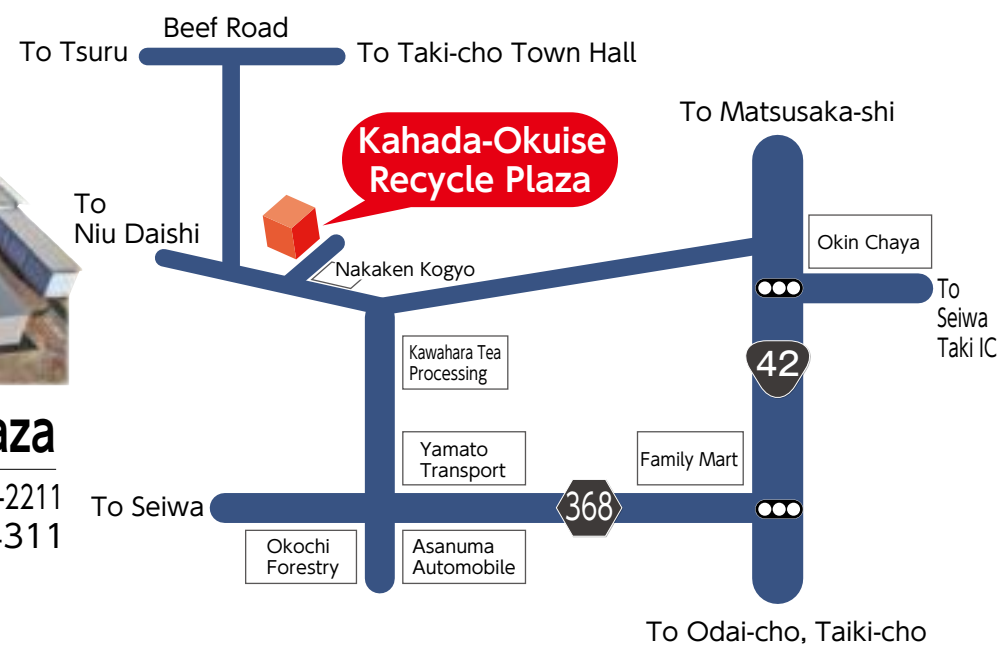 Beef Road
To Tsuru
To Taki-cho Town Hall
To Matsusaka-shi
Kahada-Okuise
Recycle Plaza
To
Niu Daishi
Okin Chaya
Nakaken Kogyo
To
Seiwa
Taki IC
Kawahara Tea
Processing
42
Yamato
Transport
Family Mart
To Seiwa
368
Okochi
Forestry
Asanuma
Automobile
To Odai-cho, Taiki-cho
aza
-2211
4311